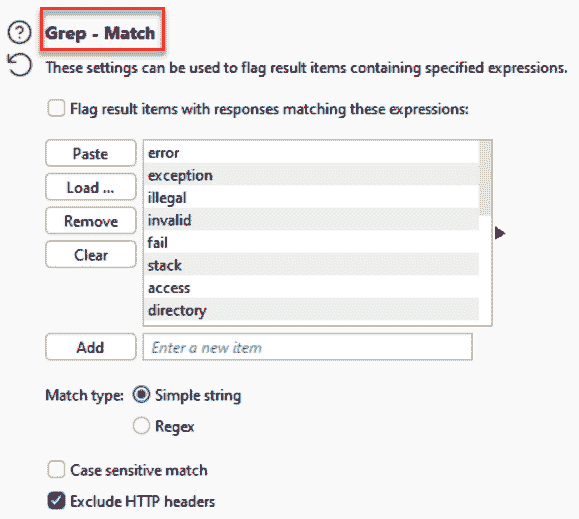 Grep - Match
These settings can be used to flag result items containing specified expressions.
Flag result items with responses matching these expressions:
Paste
error
exception
Load ...
illegal
Remove
invalid
fail
Clear
stack
access
directory
Add
Enter a new item
Match type:
Simple string
Regex
Case sensitive match
Exclude HTTP headers